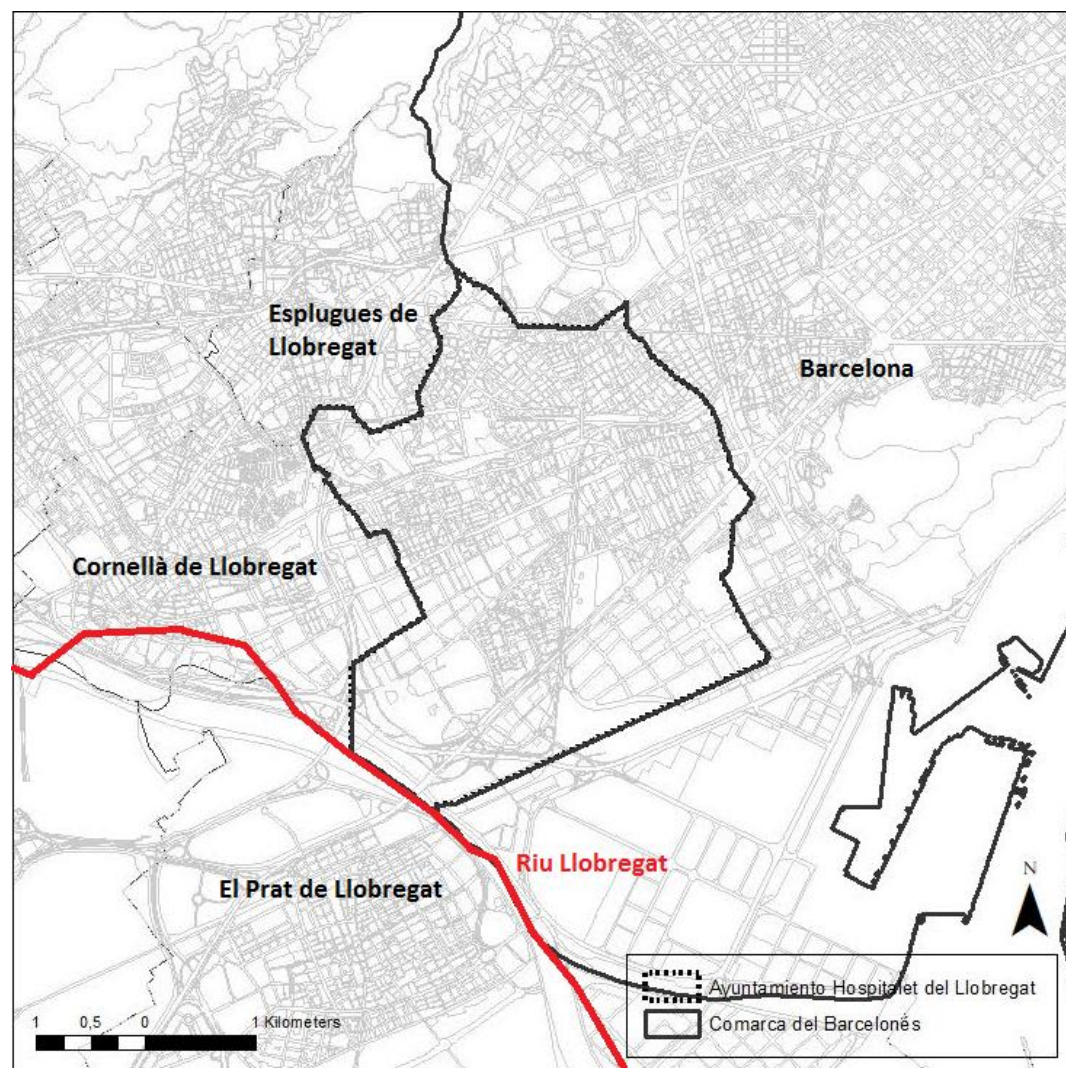 Esplugues de
Llobregat
Barcelona
Cornellà de Llobregat
Riu Llobregat
El Prat de Llobregat
N
Ayuntamiento Hospitalet del Llobregat
Comarca del Barcelonés
1 0,5 0 1 Kilometers